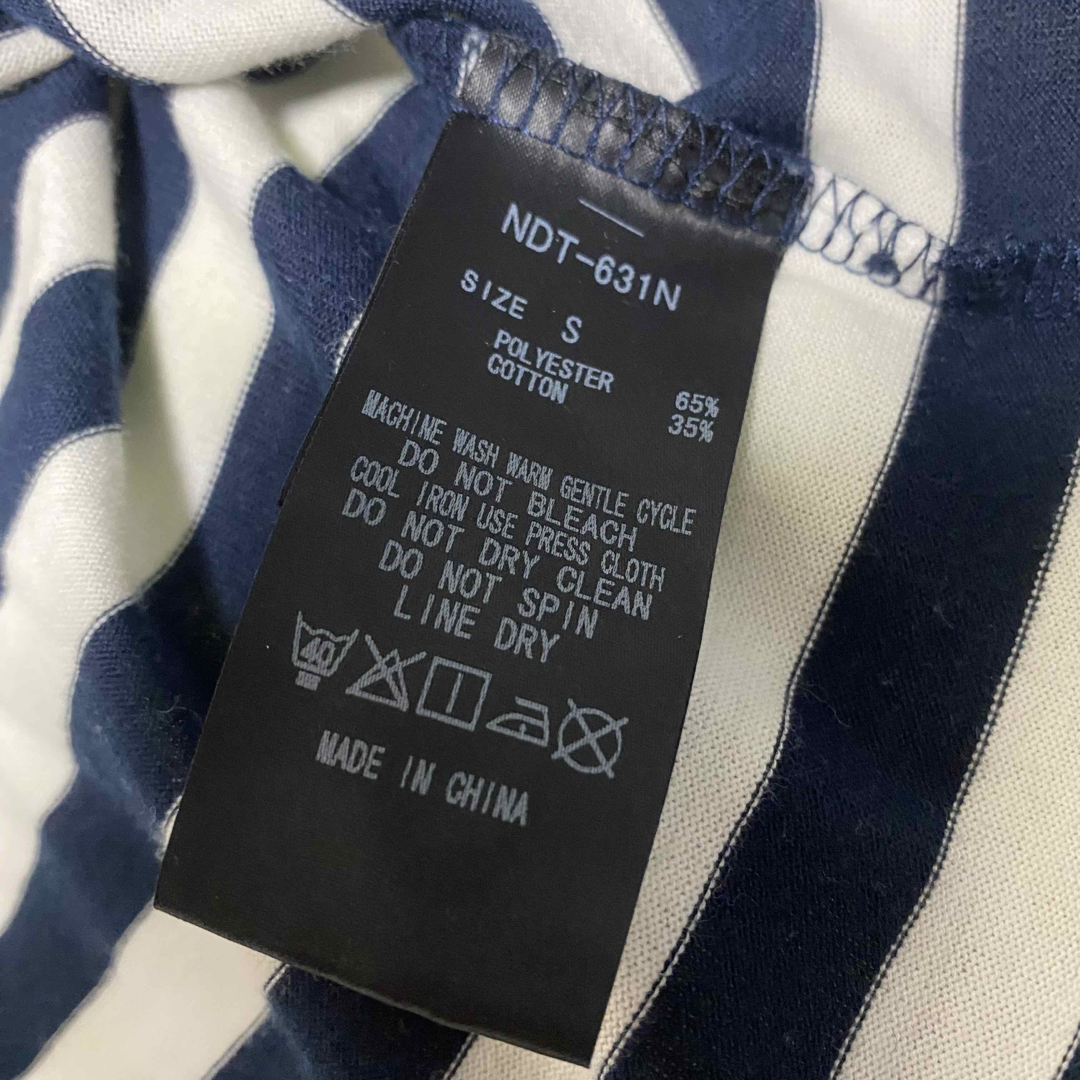 NDT-631N
SIZE S
POLYESTER 65%
COTTON 35%
MACHINE WASH WARM GENTLE CYCLE
DO NOT BLEACH
COOL IRON USE PRESS CLOTH
DO NOT DRY CLEAN
DO NOT SPIN
LINE DRY
40
MADE IN CHINA